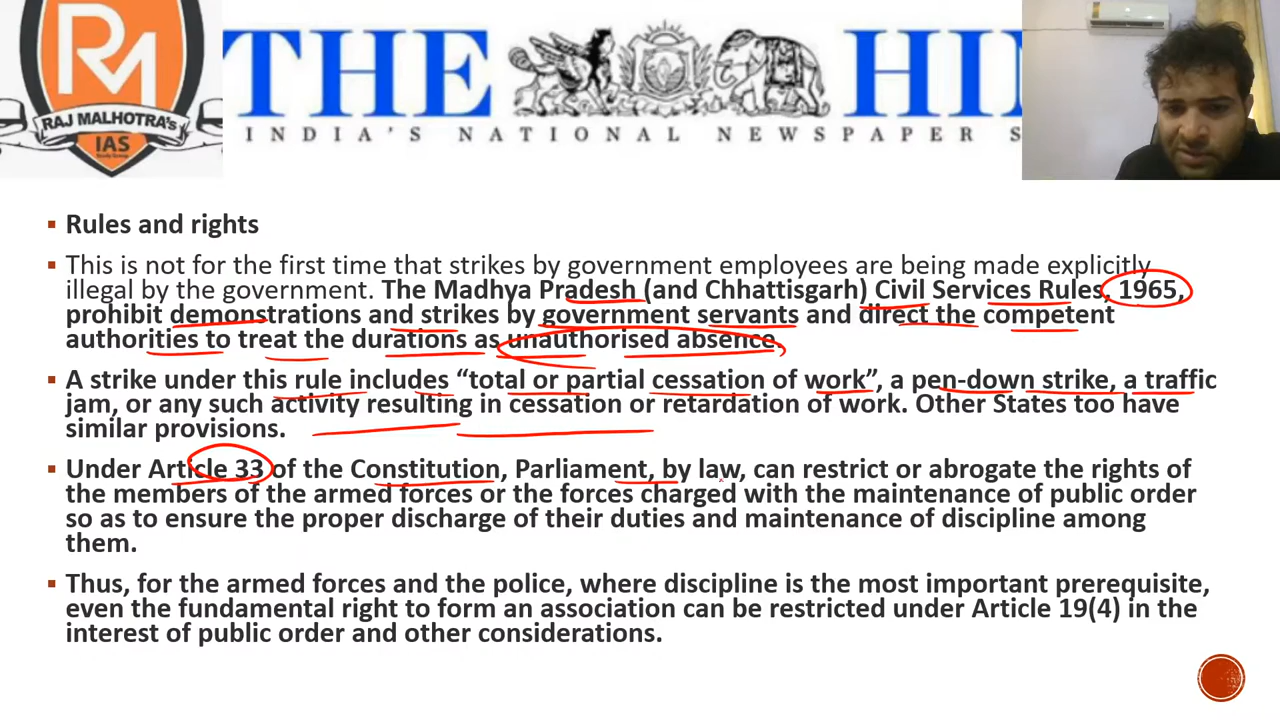 RM
RAJ MALHOTRA'S
IAS
THE HI
INDIA'S NATIONAL NEWSPAPER S
Rules and rights
This is not for the first time that strikes by government employees are being made explicitly
illegal by the government. The Madhya Pradesh (and Chhattisgarh) Civil Services Rules, 1965,
prohibit demonstrations and strikes by government servants and direct the competent
authorities to treat the durations as unauthorised absence.
A strike under this rule includes “total or partial cessation of work”, a pen-down strike, a traffic
jam, or any such activity resulting in cessation or retardation of work. Other States too have
similar provisions.
Under Article 33 of the Constitution, Parliament, by law, can restrict or abrogate the rights of
the members of the armed forces or the forces charged with the maintenance of public order
so as to ensure the proper discharge of their duties and maintenance of discipline among
them.
Thus, for the armed forces and the police, where discipline is the most important prerequisite,
even the fundamental right to form an association can be restricted under Article 19(4) in the
interest of public order and other considerations.